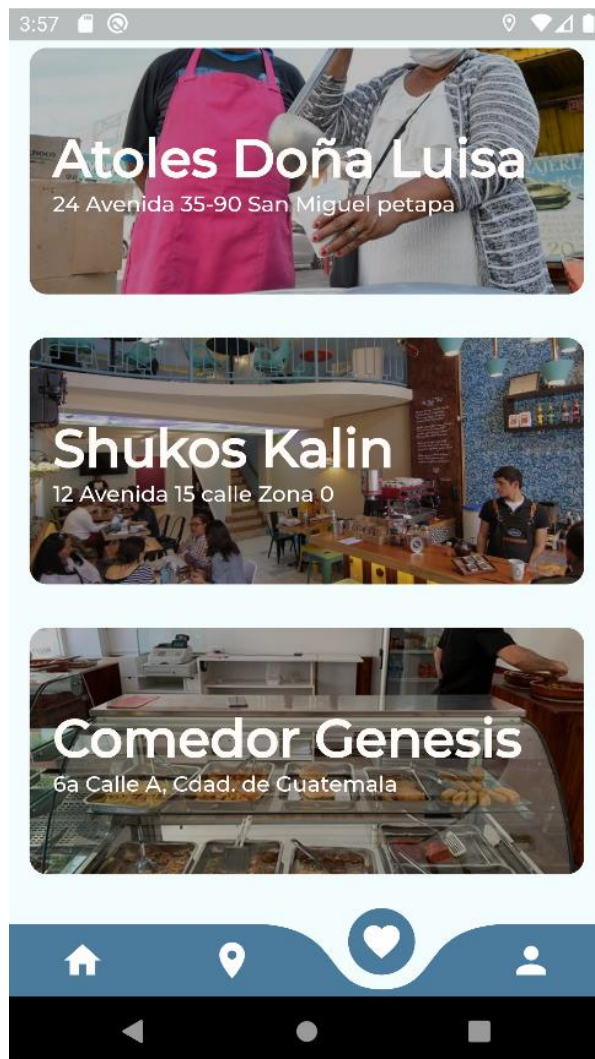 3:57
Atoles Doña Luisa
24 Avenida 35-90 San Miguel petapa
Shukos Kalin
12 Avenida 15 calle Zona 0
Comedor Genesis
6a Calle A, Cdad. de Guatemala